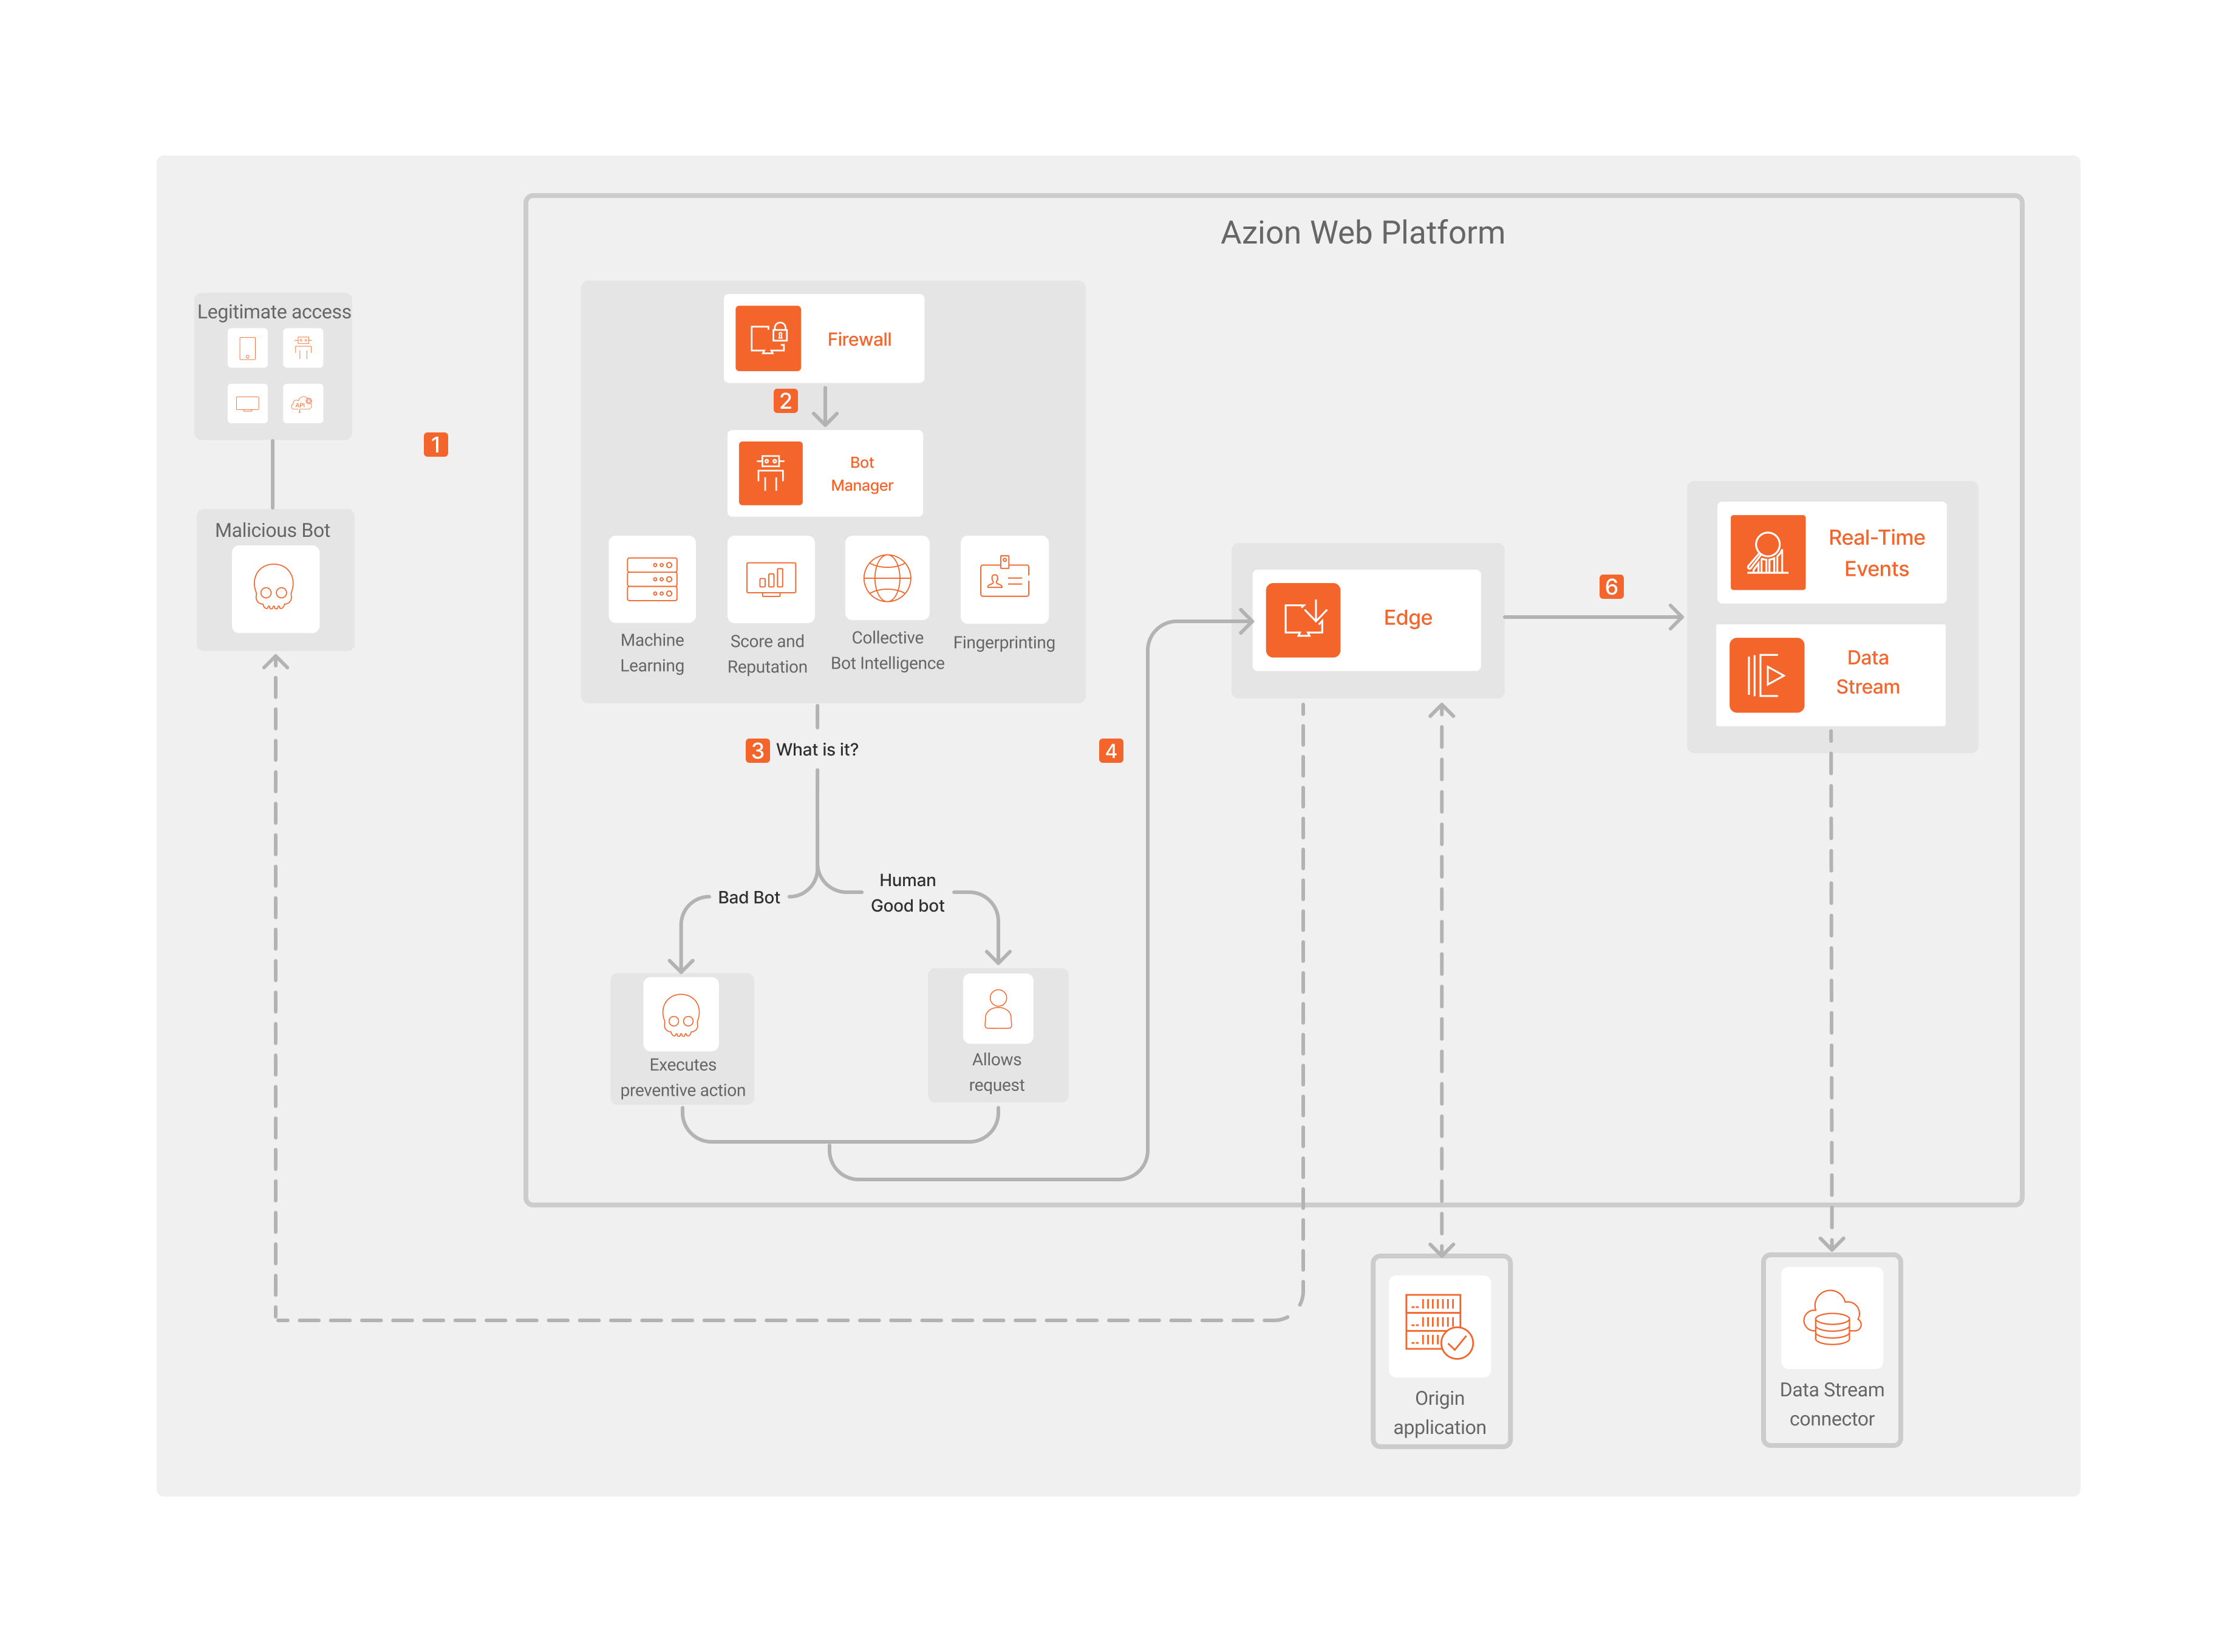 Azion Web Platform
Legitimate access
API
1
Malicious Bot
Firewall
2
Bot
Manager
Machine
Learning
Score and
Reputation
Collective
Bot Intelligence
Fingerprinting
3 What is it?
Bad Bot
Human
Good bot
Executes
preventive action
Allows
request
4
Edge
6
Real-Time
Events
Data
Stream
Origin
application
Data Stream
connector